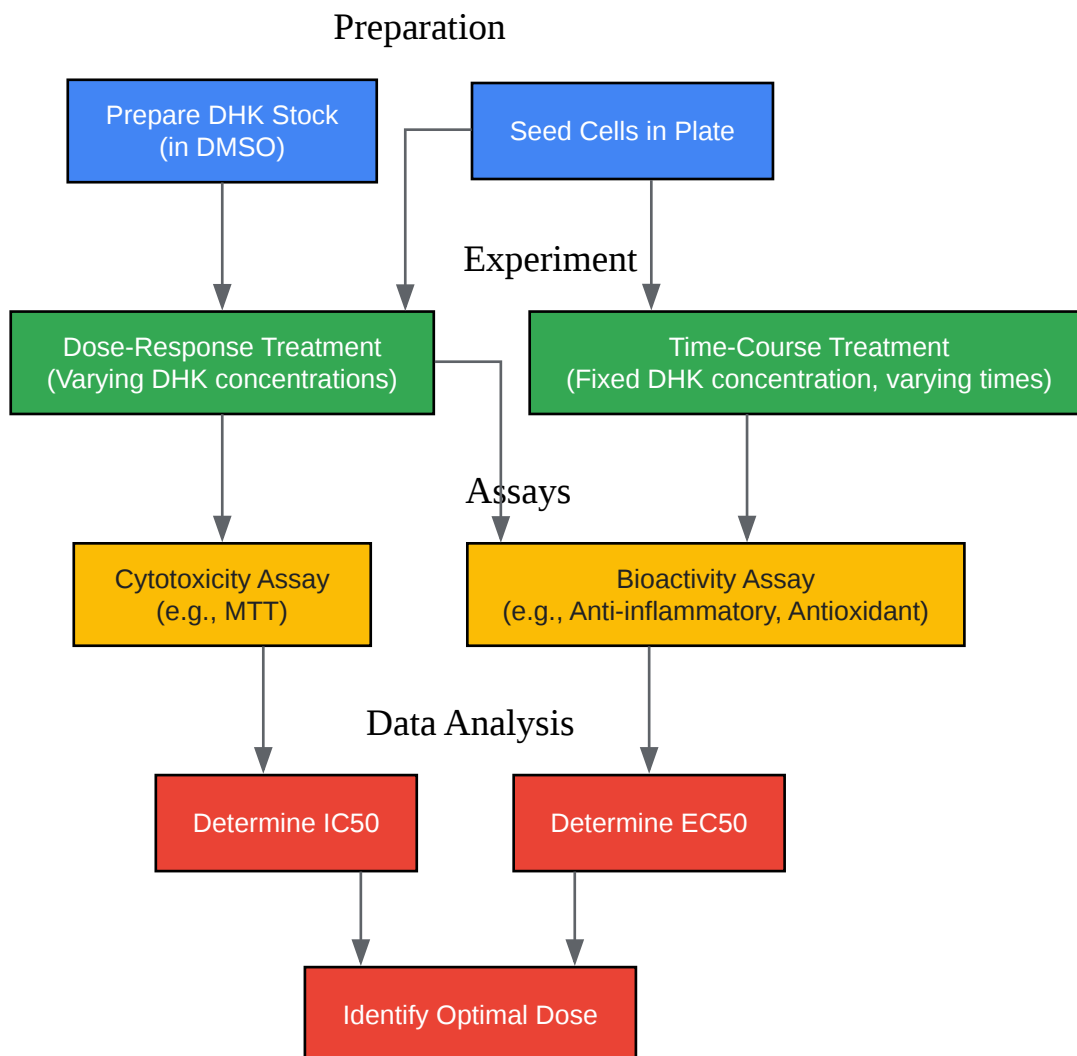 Preparation
Prepare DHK Stock
(in DMSO)
Seed Cells in Plate
Experiment
Dose-Response Treatment
(Varying DHK concentrations)
Time-Course Treatment
(Fixed DHK concentration, varying times)
Assays
Cytotoxicity Assay
(e.g., MTT)
Bioactivity Assay
(e.g., Anti-inflammatory, Antioxidant)
Data Analysis
Determine IC50
Determine EC50
Identify Optimal Dose